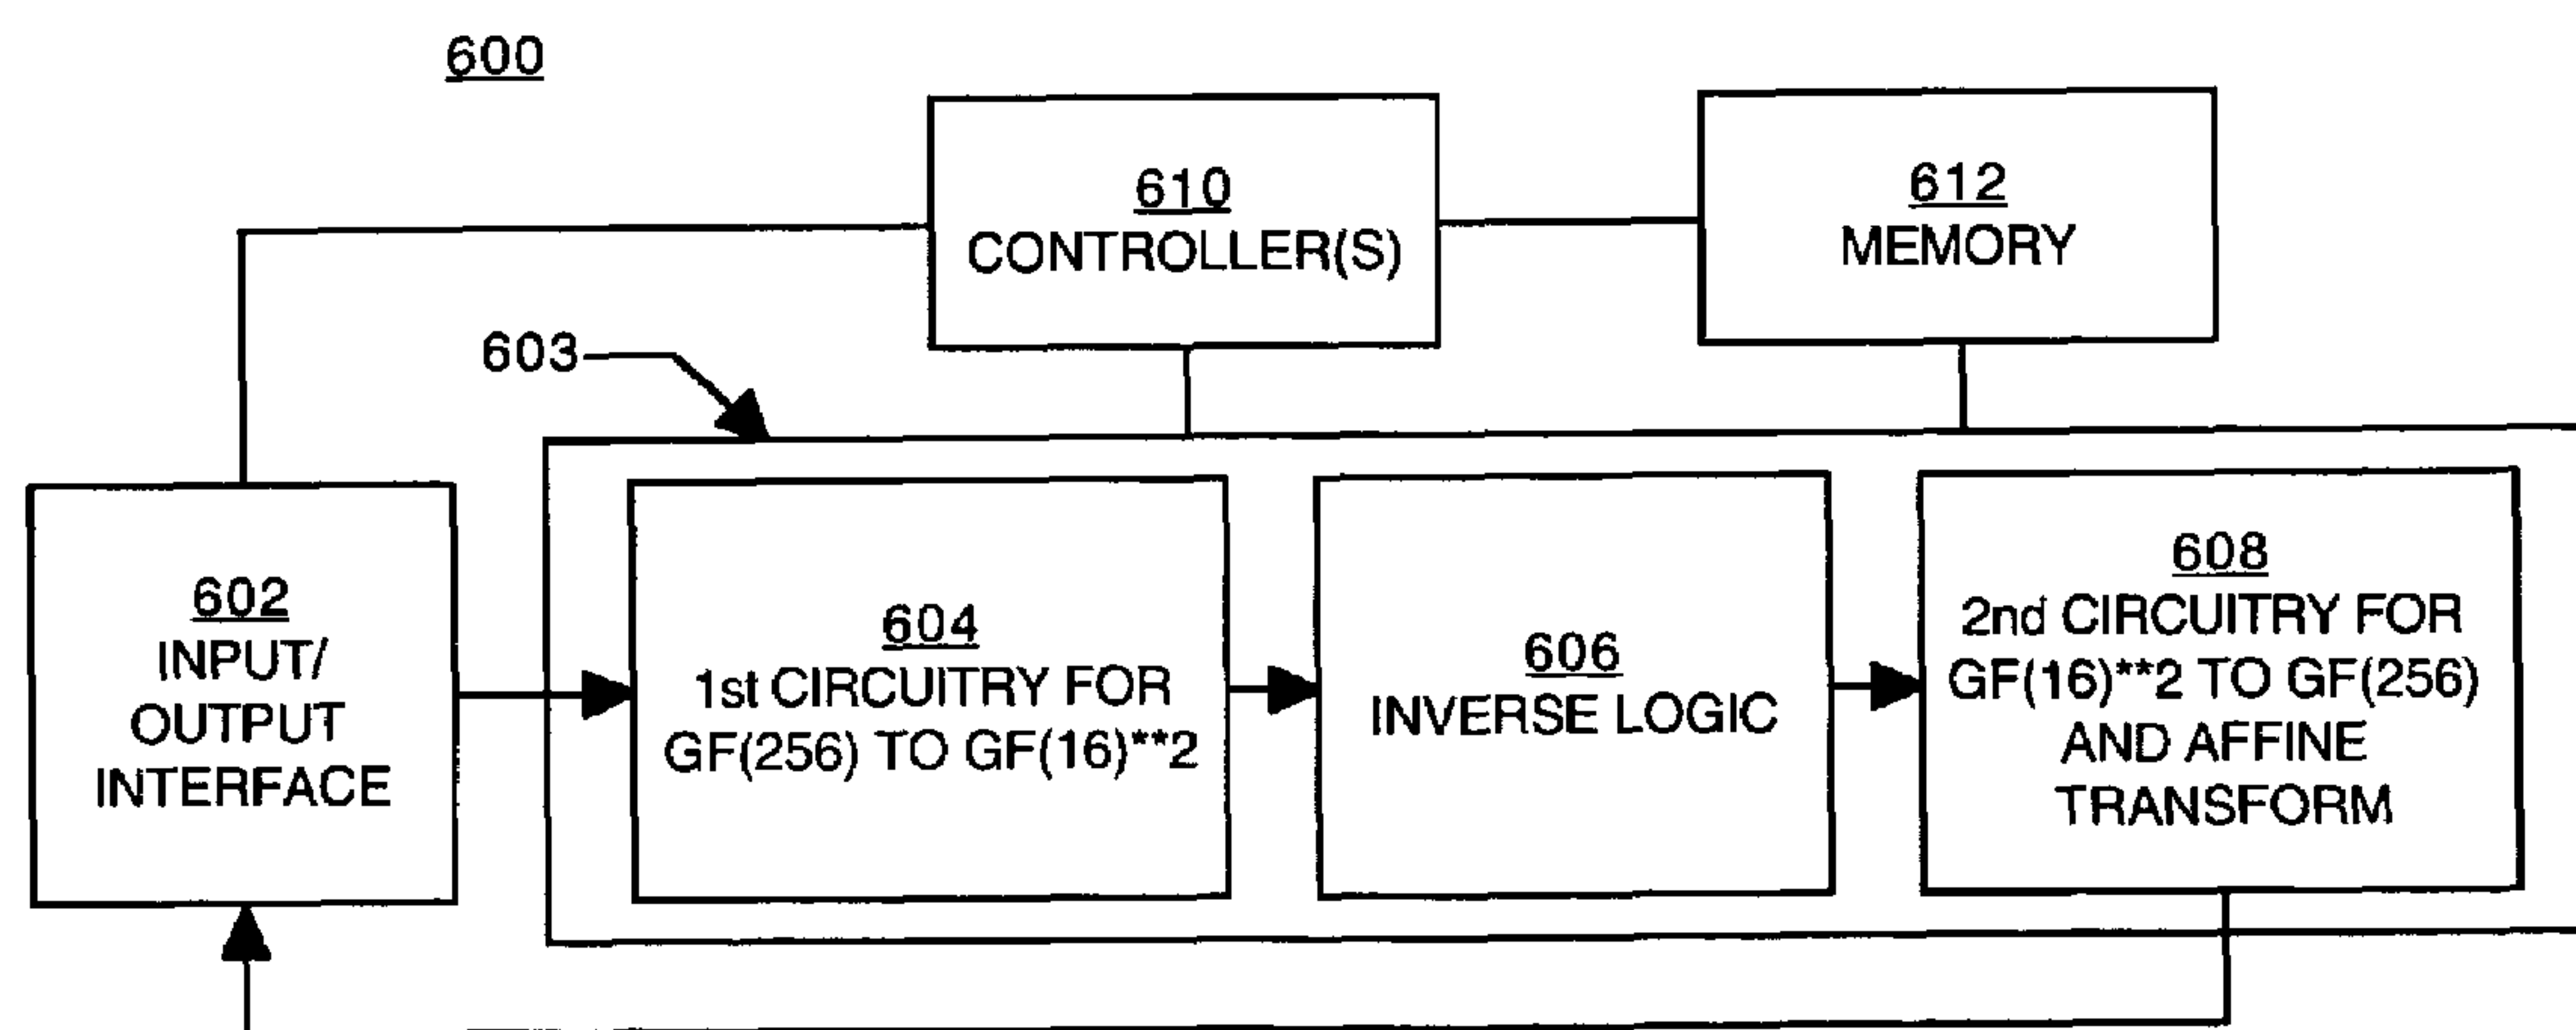 600
610
CONTROLLER(S)
612
MEMORY
603
602
INPUT/
OUTPUT
INTERFACE
604
1st CIRCUITRY FOR
GF(256) TO GF(16)**2
606
INVERSE LOGIC
608
2nd CIRCUITRY FOR
GF(16)**2 TO GF(256)
AND AFFINE
TRANSFORM